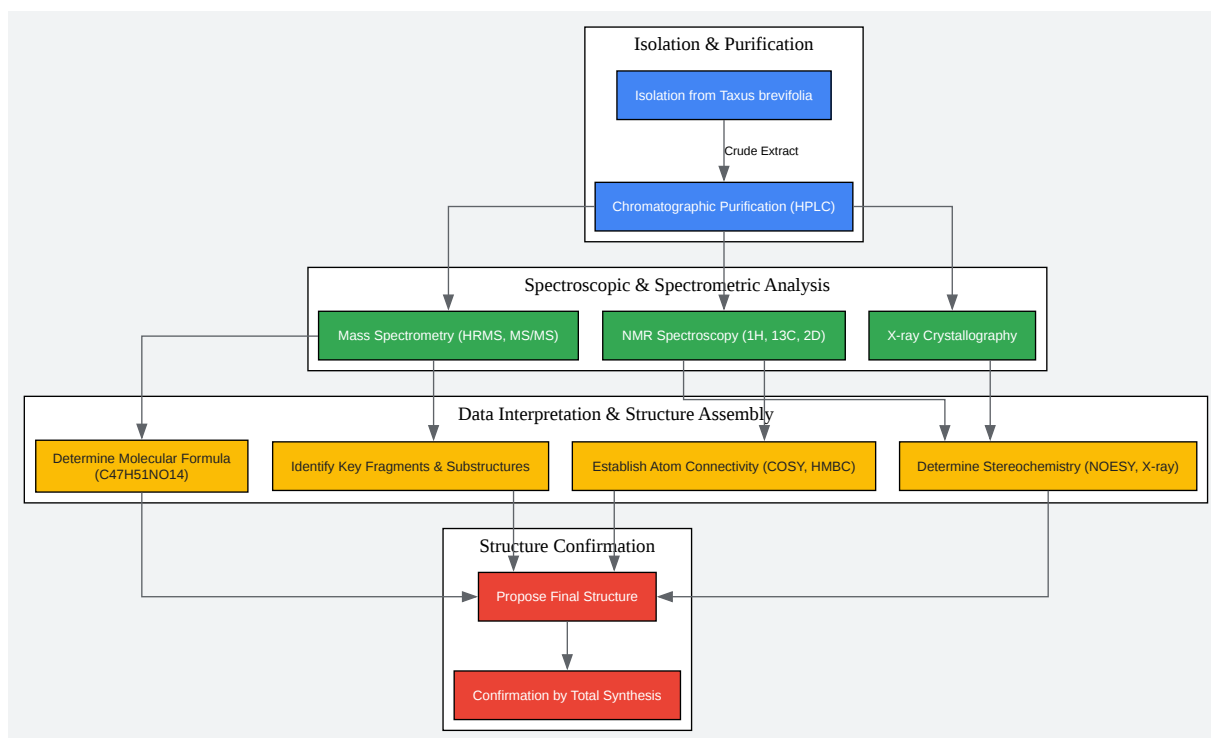 Isolation & Purification
Isolation from Taxus brevifolia
Crude Extract
Chromatographic Purification (HPLC)
Spectroscopic & Spectrometric Analysis
Mass Spectrometry (HRMS, MS/MS)
NMR Spectroscopy (1H, 13C, 2D)
X-ray Crystallography
Data Interpretation & Structure Assembly
Determine Molecular Formula
(C47H51NO14)
Identify Key Fragments & Substructures
Establish Atom Connectivity (COSY, HMBC)
Determine Stereochemistry (NOESY, X-ray)
Structure Confirmation
Propose Final Structure
Confirmation by Total Synthesis